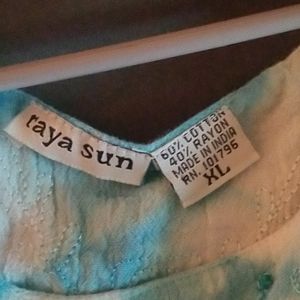 raya sun
60% COTTON
40% RAYON
MADE IN INDIA
RN. 101796
XL